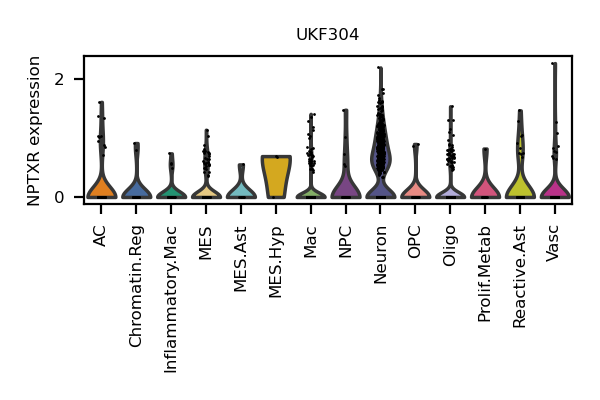 UKF304
NPTXR expression
2
0
AC
Chromatin.Reg
Inflammatory.Mac
MES
MES.Ast
MES.Hyp
Mac
NPC
Neuron
OPC
Oligo
Prolif.Metab
Reactive.Ast
Vasc